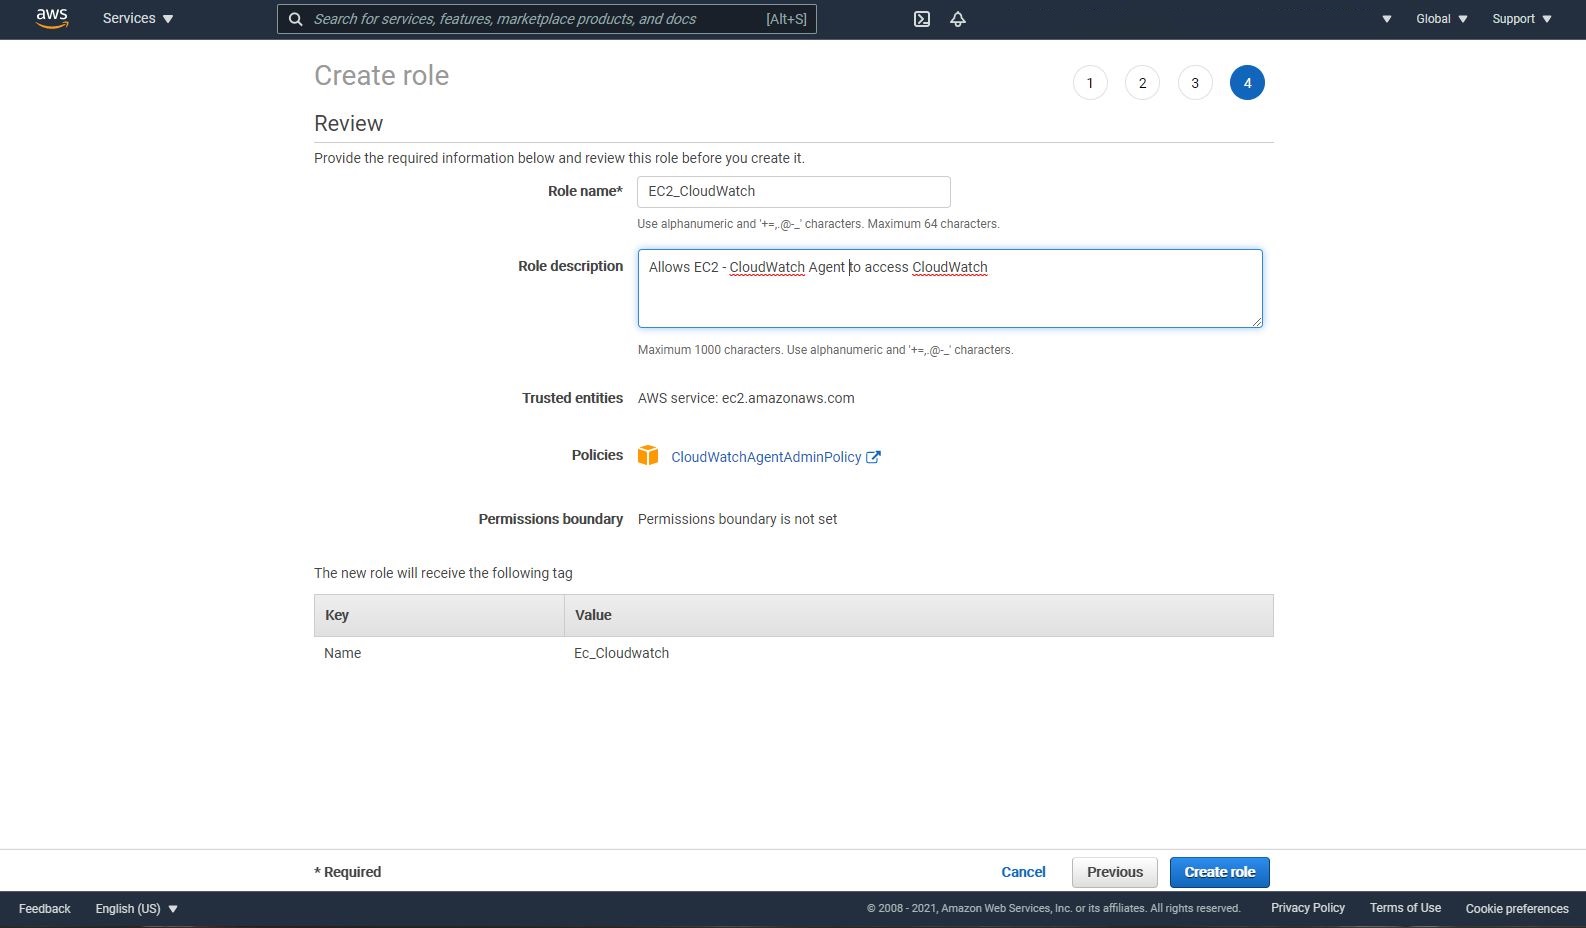 aws Services Search for services, features, marketplace products, and docs [Alt+S] Global Support
Create role 1 2 3 4
Review
Provide the required information below and review this role before you create it.
Role name* EC2_CloudWatch
Use alphanumeric and '+=,.@-_' characters. Maximum 64 characters.
Role description Allows EC2 - CloudWatch Agent to access CloudWatch
Maximum 1000 characters. Use alphanumeric and '+=,.@-_' characters.
Trusted entities AWS service: ec2.amazonaws.com
Policies CloudWatchAgentAdminPolicy
Permissions boundary Permissions boundary is not set
The new role will receive the following tag
Key Value
Name Ec_Cloudwatch
* Required Cancel Previous Create role
Feedback English (US) © 2008 - 2021, Amazon Web Services, Inc. or its affiliates. All rights reserved. Privacy Policy Terms of Use Cookie preferences